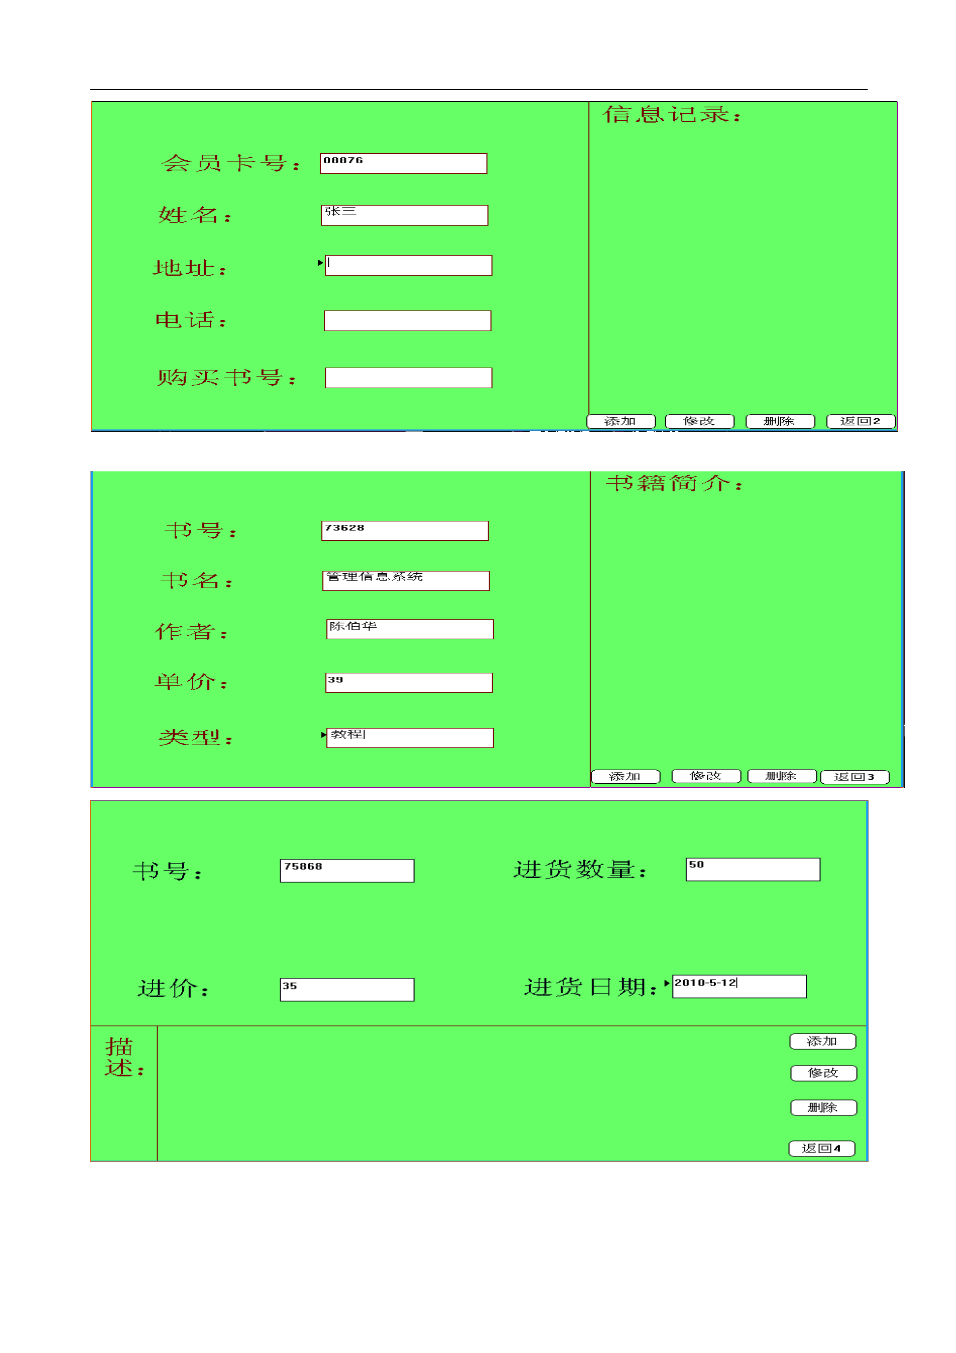 信息记录：
会员卡号： 00076
姓名： 张三
地址：
电话：
购买书号：
添加 修改 删除 返回2
书籍简介：
书号： 73628
书名： 管理信息系统
作者： 陈伯华
单价： 39
类型： 教程
添加 修改 删除 返回3
书号： 75868 进货数量： 50
进价： 35 进货日期： 2010-5-12
描述：
添加
修改
删除
返回4